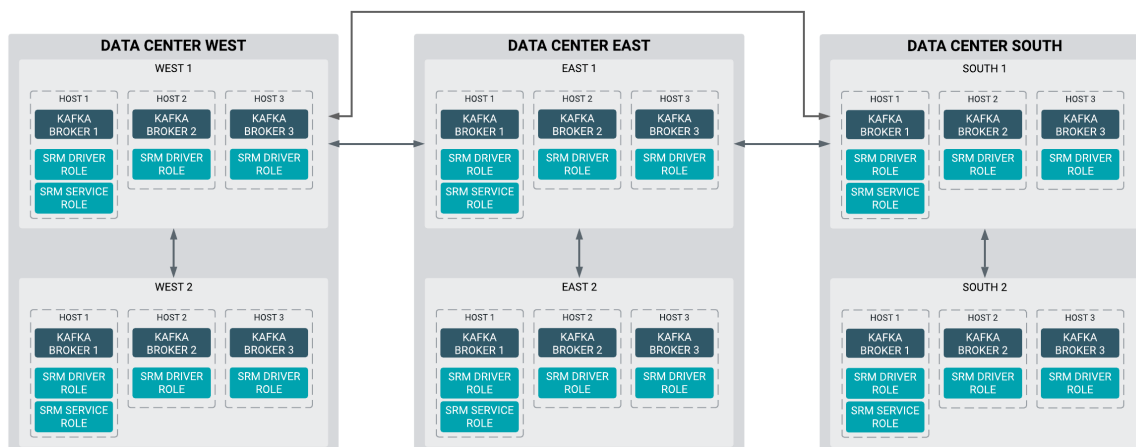 DATA CENTER WEST
WEST 1
HOST 1
KAFKA
BROKER 1
SRM DRIVER
ROLE
SRM SERVICE
ROLE
HOST 2
KAFKA
BROKER 2
SRM DRIVER
ROLE
HOST 3
KAFKA
BROKER 3
SRM DRIVER
ROLE
WEST 2
HOST 1
KAFKA
BROKER 1
SRM DRIVER
ROLE
SRM SERVICE
ROLE
HOST 2
KAFKA
BROKER 2
SRM DRIVER
ROLE
HOST 3
KAFKA
BROKER 3
SRM DRIVER
ROLE
DATA CENTER EAST
EAST 1
HOST 1
KAFKA
BROKER 1
SRM DRIVER
ROLE
SRM SERVICE
ROLE
HOST 2
KAFKA
BROKER 2
SRM DRIVER
ROLE
HOST 3
KAFKA
BROKER 3
SRM DRIVER
ROLE
EAST 2
HOST 1
KAFKA
BROKER 1
SRM DRIVER
ROLE
SRM SERVICE
ROLE
HOST 2
KAFKA
BROKER 2
SRM DRIVER
ROLE
HOST 3
KAFKA
BROKER 3
SRM DRIVER
ROLE
DATA CENTER SOUTH
SOUTH 1
HOST 1
KAFKA
BROKER 1
SRM DRIVER
ROLE
SRM SERVICE
ROLE
HOST 2
KAFKA
BROKER 2
SRM DRIVER
ROLE
HOST 3
KAFKA
BROKER 3
SRM DRIVER
ROLE
SOUTH 2
HOST 1
KAFKA
BROKER 1
SRM DRIVER
ROLE
SRM SERVICE
ROLE
HOST 2
KAFKA
BROKER 2
SRM DRIVER
ROLE
HOST 3
KAFKA
BROKER 3
SRM DRIVER
ROLE